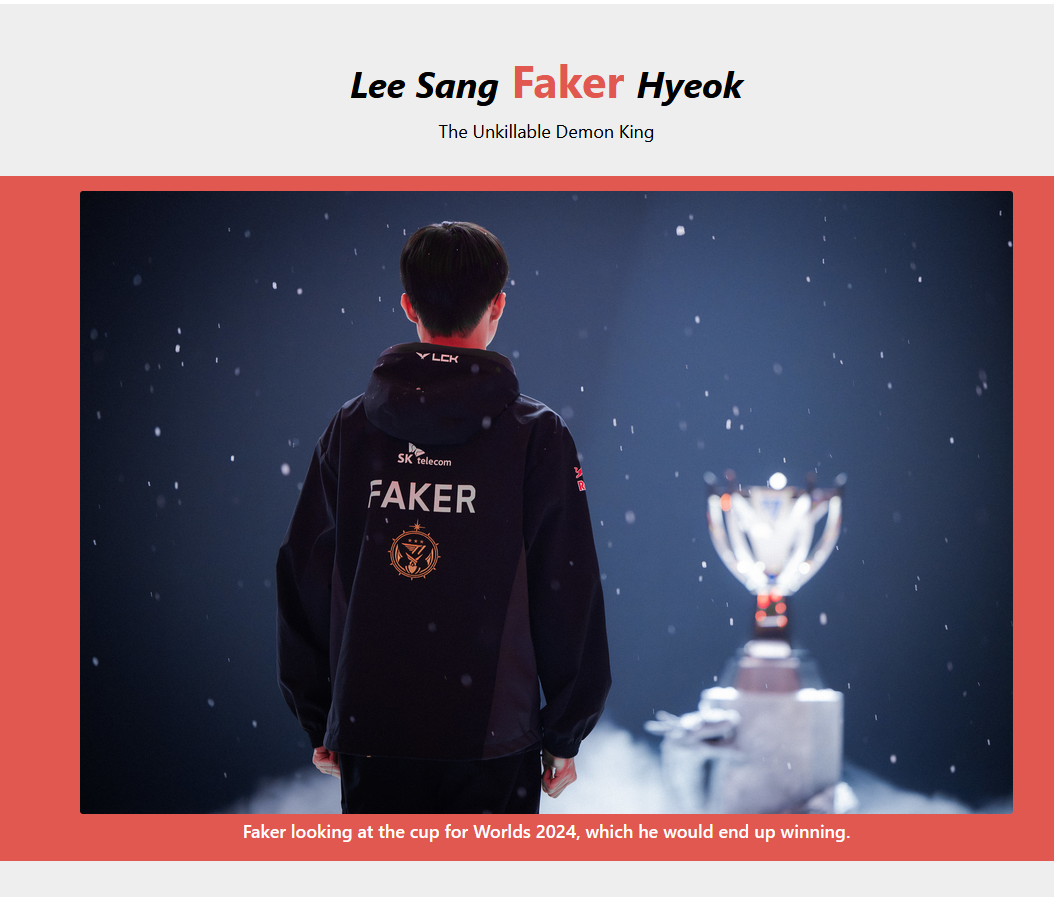 Lee Sang Faker Hyeok
The Unkillable Demon King
LCK
SK telecom
FAKER
R
Faker looking at the cup for Worlds 2024, which he would end up winning.